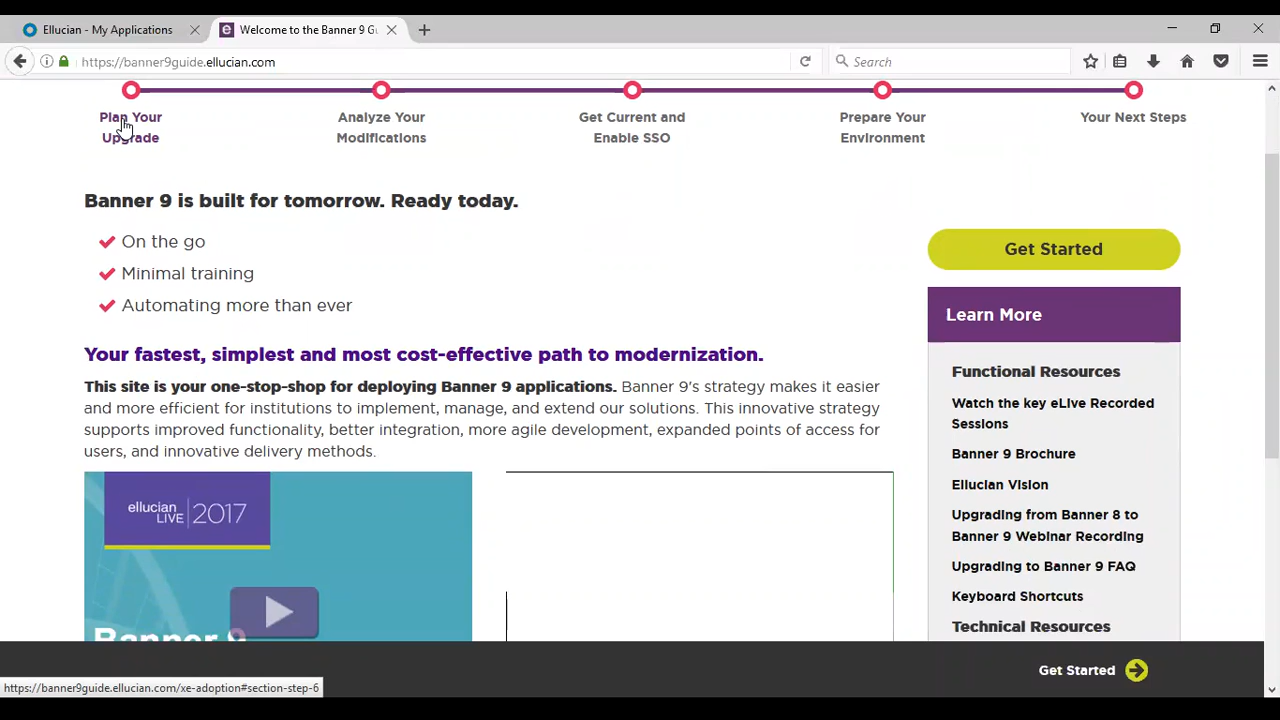 Ellucian - My Applications
Welcome to the Banner 9 Gu
https://banner9guide.ellucian.com
Search
Plan Your
Upgrade
Analyze Your
Modifications
Get Current and
Enable SSO
Prepare Your
Environment
Your Next Steps
Banner 9 is built for tomorrow. Ready today.
On the go
Minimal training
Automating more than ever
Your fastest, simplest and most cost-effective path to modernization.
This site is your one-stop-shop for deploying Banner 9 applications. Banner 9's strategy makes it easier
and more efficient for institutions to implement, manage, and extend our solutions. This innovative strategy
supports improved functionality, better integration, more agile development, expanded points of access for
users, and innovative delivery methods.
ellucian
LIVE 2017
Banner 9
Get Started
Learn More
Functional Resources
Watch the key eLive Recorded
Sessions
Banner 9 Brochure
Ellucian Vision
Upgrading from Banner 8 to
Banner 9 Webinar Recording
Upgrading to Banner 9 FAQ
Keyboard Shortcuts
Technical Resources
Get Started
https://banner9guide.ellucian.com/xe-adoption#section-step-6